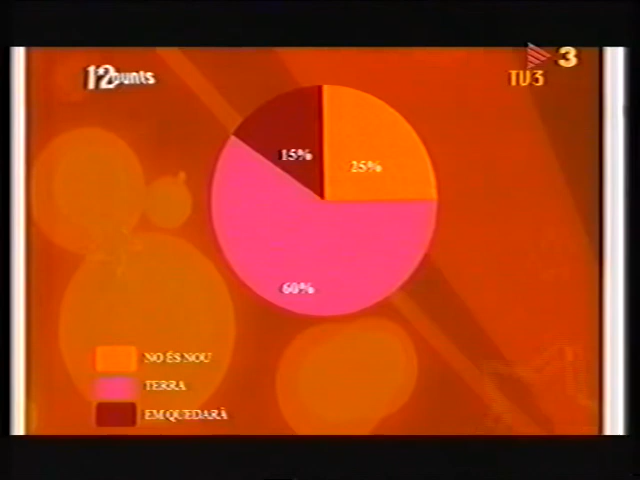 12punts
3
TV3
15%
25%
60%
NO ÉS NOU
TERRA
EM QUEDARÀ